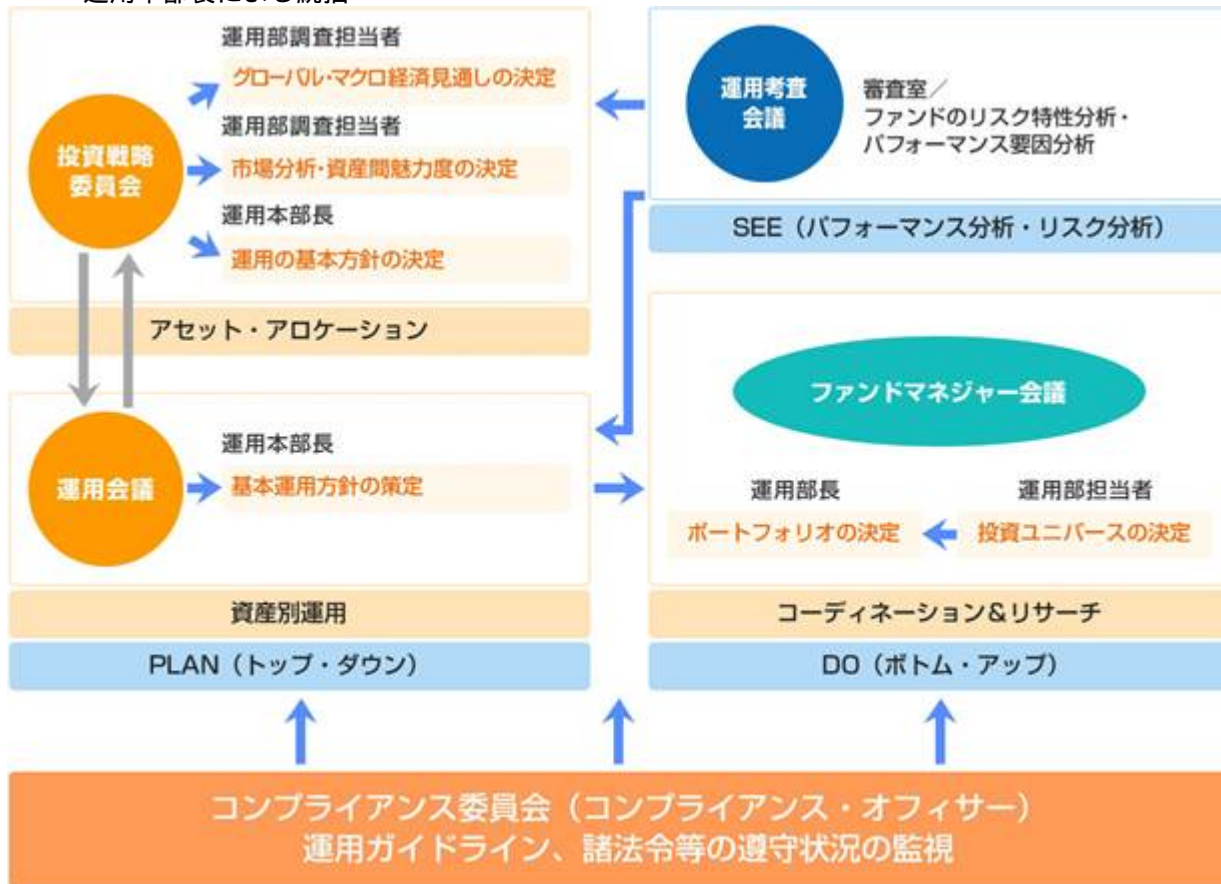 運用本部長による統括
運用部調査担当者
グローバル・マクロ経済見通しの決定
運用部調査担当者
投資戦略
委員会
市場分析・資産間魅力度の決定
運用本部長
運用の基本方針の決定
アセット・アロケーション
運用考査
会議
審査室／
ファンドのリスク特性分析・
パフォーマンス要因分析
SEE（パフォーマンス分析・リスク分析）
運用会議
運用本部長
基本運用方針の策定
資産別運用
PLAN（トップ・ダウン）
ファンドマネジャー会議
運用部長
ポートフォリオの決定
運用部担当者
投資ユニバースの決定
コーディネーション＆リサーチ
DO（ボトム・アップ）
コンプライアンス委員会（コンプライアンス・オフィサー）
運用ガイドライン、諸法令等の遵守状況の監視